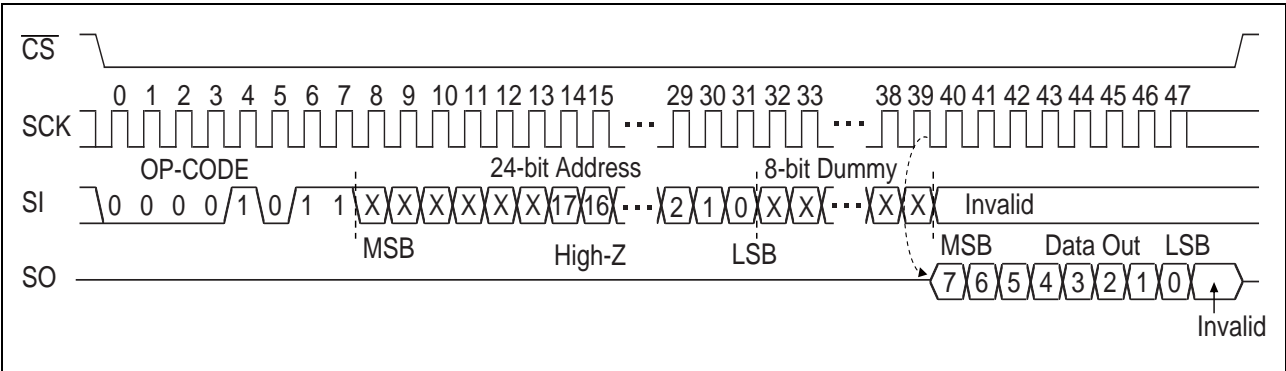 CS
0 1 2 3 4 5 6 7 8 9 10 11 12 13 14 15 29 30 31 32 33 38 39 40 41 42 43 44 45 46 47
SCK
OP-CODE 24-bit Address 8-bit Dummy
SI 0 0 0 0 1 0 1 1 X X X X X X 17 16 2 1 0 X X X X Invalid
MSB High-Z LSB MSB Data Out LSB
SO 7 6 5 4 3 2 1 0
Invalid